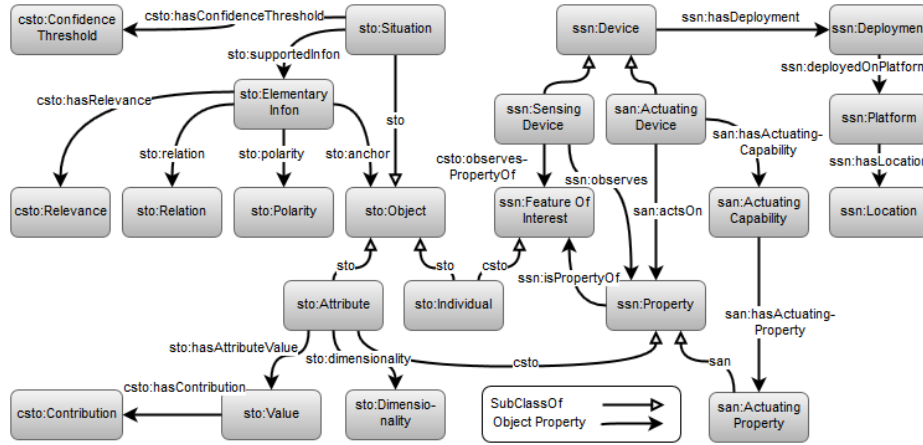 csto:Confidence
Threshold
csto:hasConfidenceThreshold
sto:Situation
ssn:Device
ssn:hasDeployment
ssn:Deployment
sto:supportedInfon
ssn:deployedOnPlatform
csto:hasRelevance
sto:Elementary
Infon
sto
ssn:Sensing
Device
san:Actuating
Device
san:hasActuating-
Capability
ssn:Platform
sto:relation
sto:polarity
sto:anchor
csto:observes-
PropertyOf
ssn:observes
ssn:hasLocation
csto:Relevance
sto:Relation
sto:Polarity
sto:Object
ssn:Feature Of
Interest
san:actsOn
san:Actuating
Capability
ssn:Location
sto
sto
csto
ssn:isPropertyOf
sto:Attribute
sto:Individual
ssn:Property
san:hasActuating-
Property
sto:hasAttributeValue
sto:dimensionality
csto
san
csto:hasContribution
csto:Contribution
sto:Value
sto:Dimensio-
nality
SubClassOf
Object Property
san:Actuating
Property